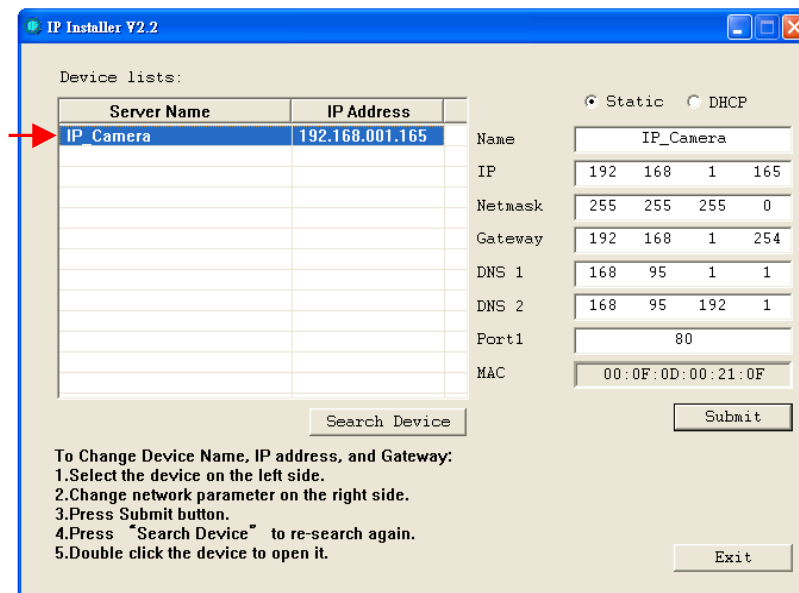 IP Installer V2.2
Device lists:
Server Name IP Address
IP_Camera 192.168.001.165
Static DHCP
Name IP_Camera
IP 192 168 1 165
Netmask 255 255 255 0
Gateway 192 168 1 254
DNS 1 168 95 1 1
DNS 2 168 95 192 1
Port1 80
MAC 00:0F:0D:00:21:0F
Search Device
Submit
To Change Device Name, IP address, and Gateway:
1.Select the device on the left side.
2.Change network parameter on the right side.
3.Press Submit button.
4.Press “Search Device” to re-search again.
5.Double click the device to open it.
Exit